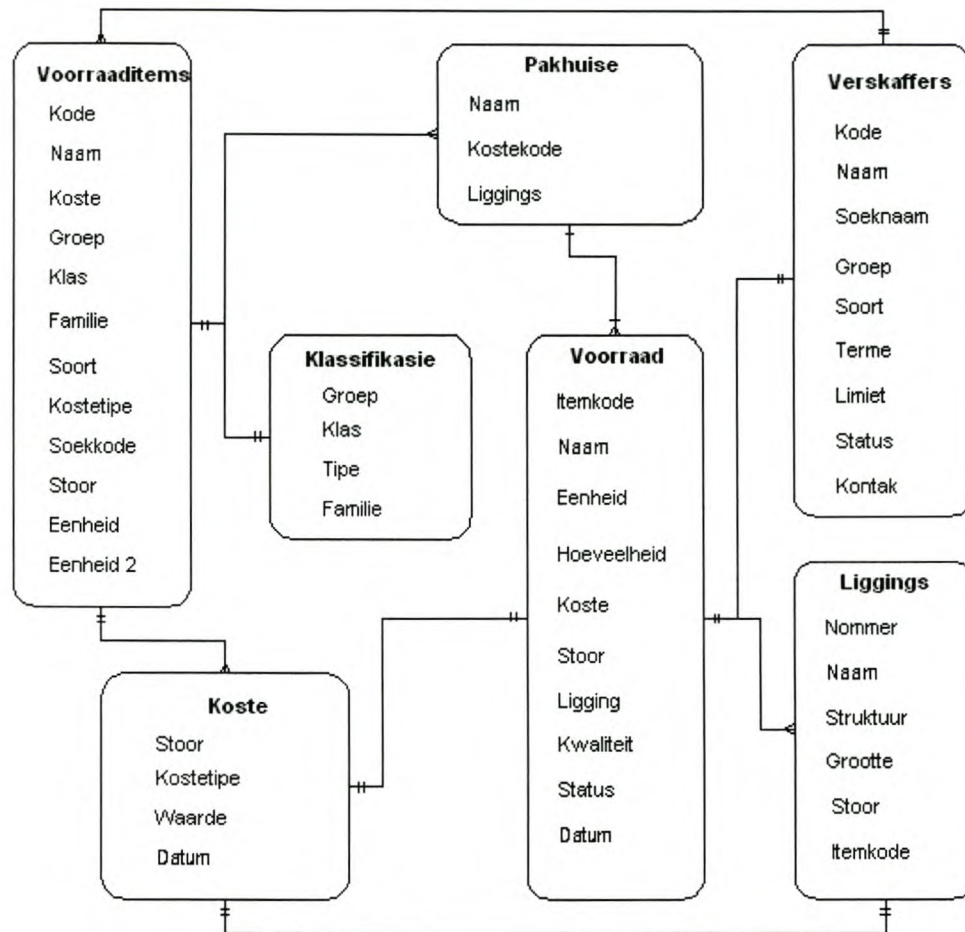 Voorraaditems
Kode
Naam
Koste
Groep
Klas
Familie
Soort
Kostetipe
Soekkode
Stoor
Eenheid
Eenheid 2
Pakhuise
Naam
Kostekode
Liggings
Verskaffers
Kode
Naam
Soeknaam
Groep
Soort
Terme
Limiet
Status
Kontak
Klassifikasie
Groep
Klas
Tipe
Familie
Voorraad
Itemkode
Naam
Eenheid
Hoeveelheid
Koste
Stoor
Ligging
Kwaliteit
Status
Datum
Liggings
Nommer
Naam
Struktuur
Grootte
Stoor
Itemkode
Koste
Stoor
Kostetipe
Waarde
Datum